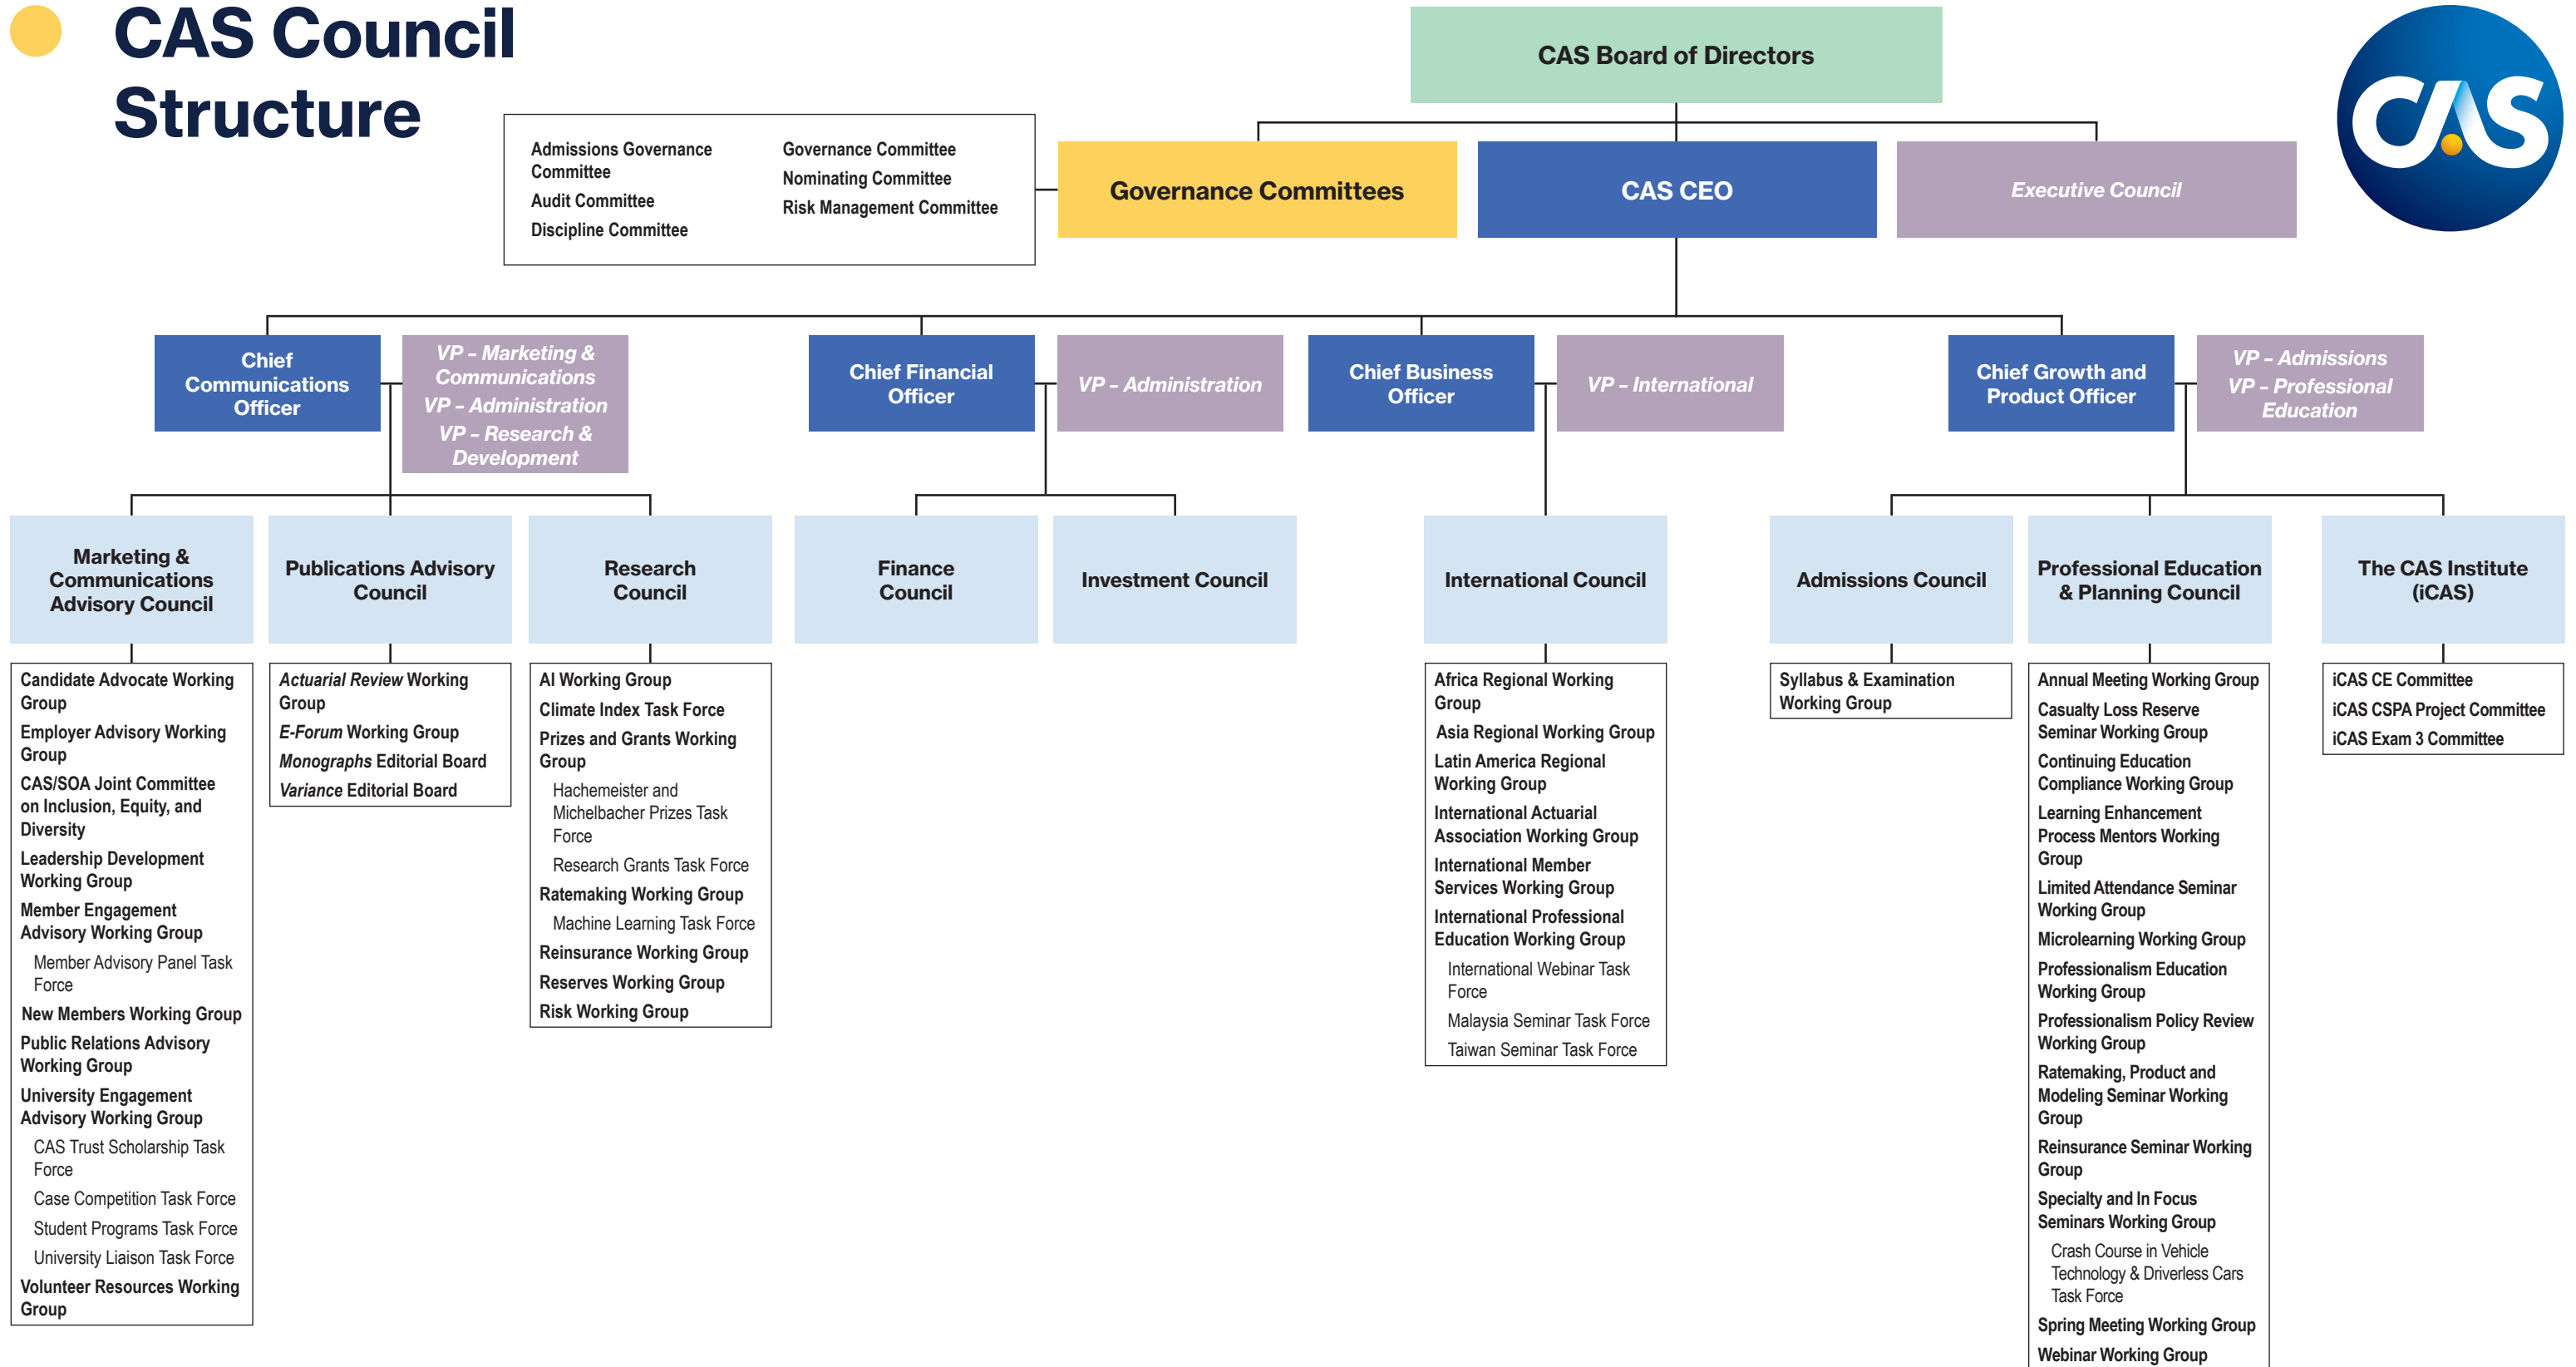 CAS Council
Structure
CAS Board of Directors
CAS
Admissions Governance
Committee
Audit Committee
Discipline Committee
Governance Committee
Nominating Committee
Risk Management Committee
Governance Committees
CAS CEO
Executive Council
Chief
Communications
Officer
VP – Marketing &
Communications
VP – Administration
VP – Research &
Development
Chief Financial
Officer
VP – Administration
Chief Business
Officer
VP – International
Chief Growth and
Product Officer
VP – Admissions
VP – Professional
Education
Marketing &
Communications
Advisory Council
Publications Advisory
Council
Research
Council
Finance
Council
Investment Council
International Council
Admissions Council
Professional Education
& Planning Council
The CAS Institute
(iCAS)
Candidate Advocate Working
Group
Employer Advisory Working
Group
CAS/SOA Joint Committee
on Inclusion, Equity, and
Diversity
Leadership Development
Working Group
Member Engagement
Advisory Working Group
Member Advisory Panel Task
Force
New Members Working Group
Public Relations Advisory
Working Group
University Engagement
Advisory Working Group
CAS Trust Scholarship Task
Force
Case Competition Task Force
Student Programs Task Force
University Liaison Task Force
Volunteer Resources Working
Group
Actuarial Review Working
Group
E-Forum Working Group
Monographs Editorial Board
Variance Editorial Board
AI Working Group
Climate Index Task Force
Prizes and Grants Working
Group
Hachemeister and
Michelbacher Prizes Task
Force
Research Grants Task Force
Ratemaking Working Group
Machine Learning Task Force
Reinsurance Working Group
Reserves Working Group
Risk Working Group
Africa Regional Working
Group
Asia Regional Working Group
Latin America Regional
Working Group
International Actuarial
Association Working Group
International Member
Services Working Group
International Professional
Education Working Group
International Webinar Task
Force
Malaysia Seminar Task Force
Taiwan Seminar Task Force
Syllabus & Examination
Working Group
Annual Meeting Working Group
Casualty Loss Reserve
Seminar Working Group
Continuing Education
Compliance Working Group
Learning Enhancement
Process Mentors Working
Group
Limited Attendance Seminar
Working Group
Microlearning Working Group
Professionalism Education
Working Group
Professionalism Policy Review
Working Group
Ratemaking, Product and
Modeling Seminar Working
Group
Reinsurance Seminar Working
Group
Specialty and In Focus
Seminars Working Group
Crash Course in Vehicle
Technology & Driverless Cars
Task Force
Spring Meeting Working Group
Webinar Working Group
iCAS CE Committee
iCAS CSPA Project Committee
iCAS Exam 3 Committee